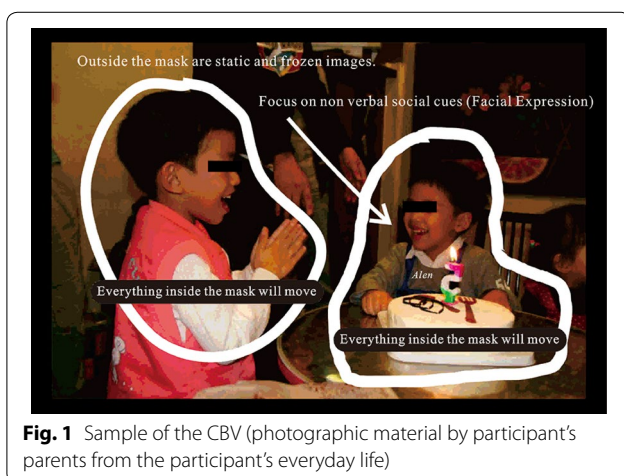 Outside the mask are static and frozen images.
Focus on non verbal social cues (Facial Expression)
Alen
Everything inside the mask will move
Everything inside the mask will move
Fig. 1 Sample of the CBV (photographic material by participant's
parents from the participant's everyday life)